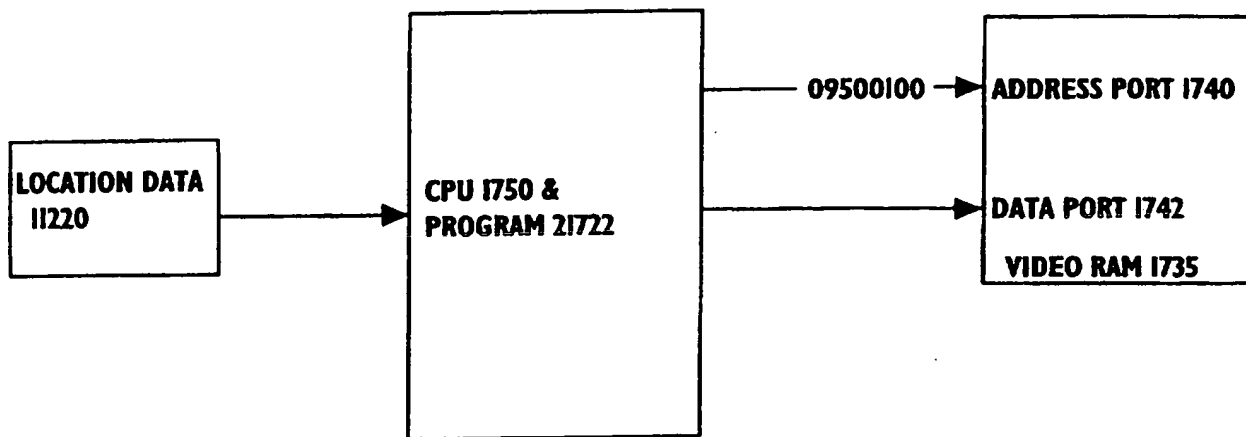 LOCATION DATA
11220
CPU 1750 &
PROGRAM 21722
09500100
ADDRESS PORT 1740
DATA PORT 1742
VIDEO RAM 1735